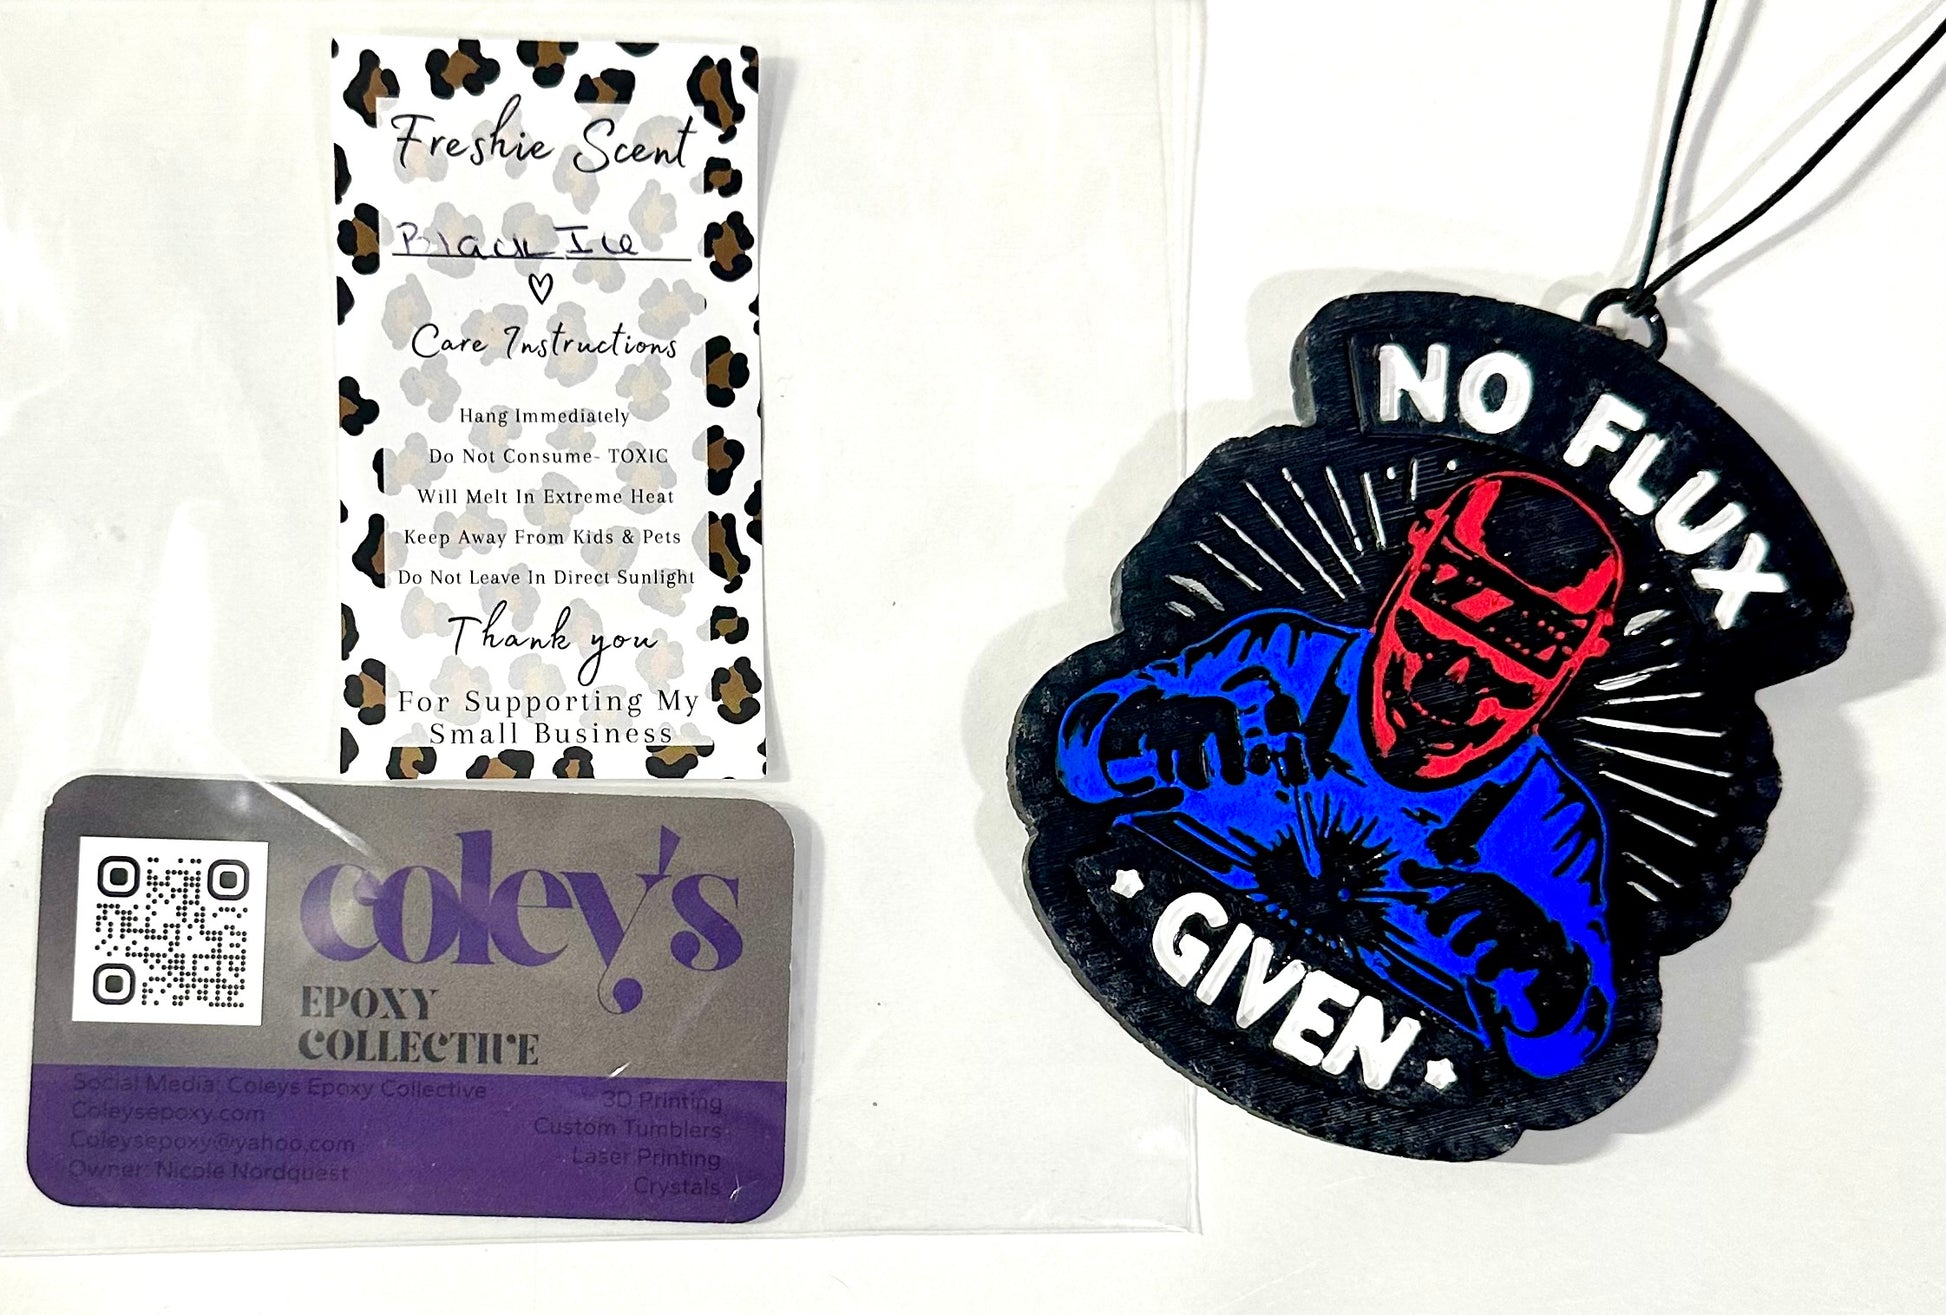 Freshie Scent
Black Ice
Care Instructions
Hang Immediately
Do Not Consume- TOXIC
Will Melt In Extreme Heat
Keep Away From Kids & Pets
Do Not Leave In Direct Sunlight
Thank you
For Supporting My
Small Business
coley's
EPOXY
COLLECTIVE
Social Media: Coleys Epoxy Collective
Coleysepoxy.com
Coleysepoxy@yahoo.com
Owner: Nicole Nordquest
3D Printing
Custom Tumblers
Laser Printing
Crystals
NO FLUX
GIVEN